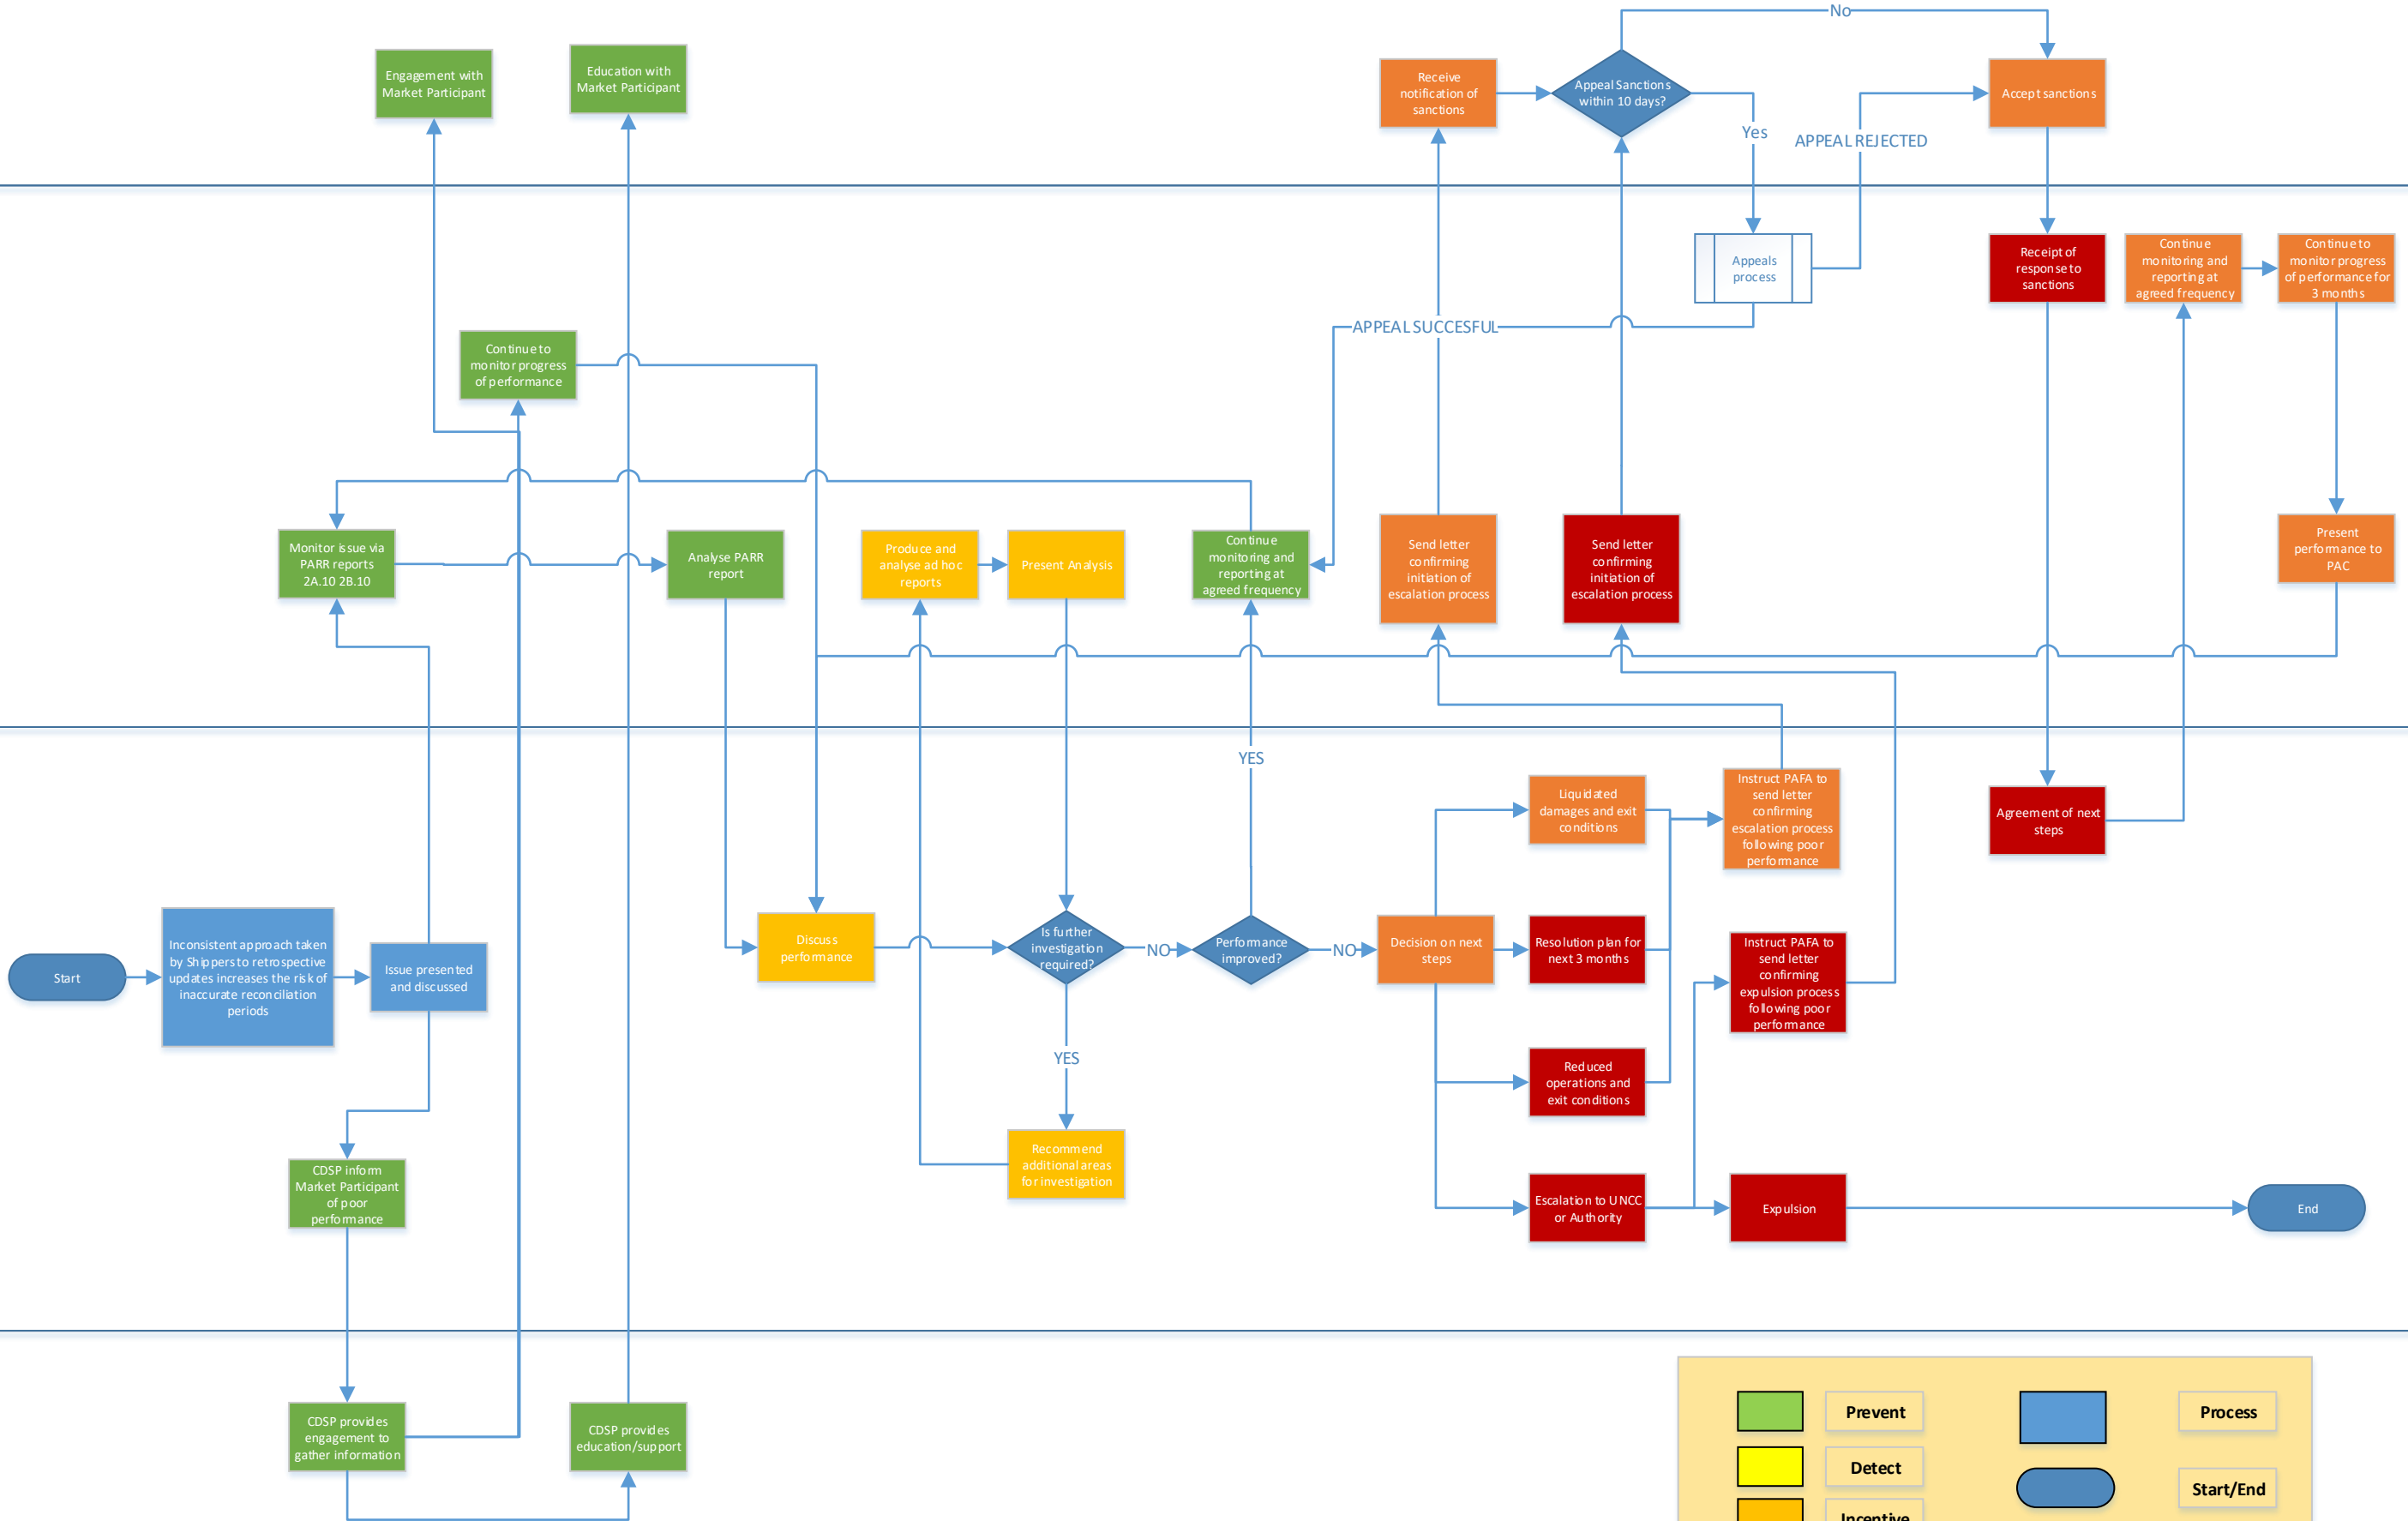 No
Engagement with
Market Participant
Education with
Market Participant
Receive
notification of
sanctions
Appeal Sanctions
within 10 days?
Accept sanctions
Yes
APPEAL REJECTED
Appeals
process
Receipt of
response to
sanctions
Continue
monitoring and
reporting at
agreed frequency
Continue to
monitor progress
of performance for
3 months
APPEAL SUCCESFUL
Continue to
monitor progress
of performance
Monitor issue via
PARR reports
2A.10 2B.10
Analyse PARR
report
Produce and
analyse ad hoc
reports
Present Analysis
Continue
monitoring and
reporting at
agreed frequency
Send letter
confirming
initiation of
escalation process
Send letter
confirming
initiation of
escalation process
Present
performance to
PAC
YES
Liquidated
damages and exit
conditions
Instruct PAFA to
send letter
confirming
escalation process
following poor
performance
Agreement of next
steps
Start
Inconsistent approach taken
by Shippers to retrospective
updates increases the risk of
inaccurate reconciliation
periods
Issue presented
and discussed
Discuss
performance
Is further
investigation
required?
NO
Performance
improved?
NO
Decision on next
steps
Resolution plan for
next 3 months
Instruct PAFA to
send letter
confirming
expulsion process
following poor
performance
YES
Reduced
operations and
exit conditions
Recommend
additional areas
for investigation
CDSP inform
Market Participant
of poor
performance
Escalation to UNCC
or Authority
Expulsion
End
CDSP provides
engagement to
gather information
CDSP provides
education/support
Prevent
Process
Detect
Start/End
Incentive